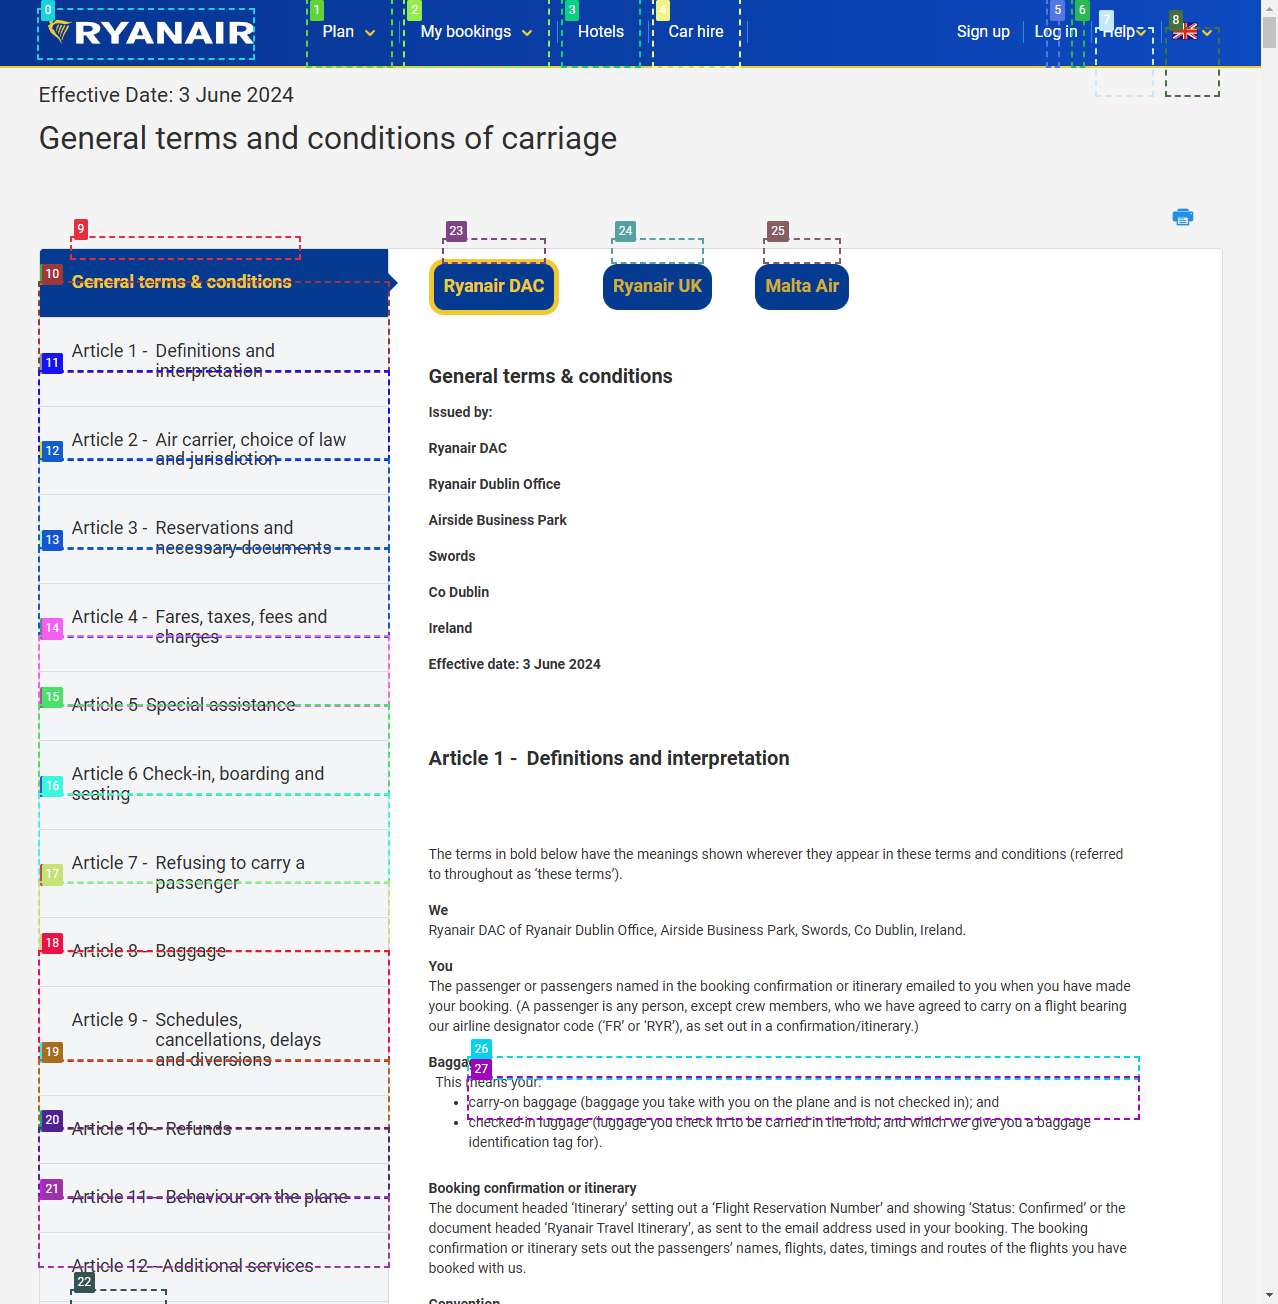 RYANAIR
Plan
My bookings
Hotels
Car hire
Sign up
Log in
Help
0
1
2
3
4
5
6
7
8
Effective Date: 3 June 2024
General terms and conditions of carriage
9
23
24
25
10
General terms & conditions
Ryanair DAC
Ryanair UK
Malta Air
Article 1 - Definitions and
interpretation
11
Article 2 - Air carrier, choice of law
and jurisdiction
12
Article 3 - Reservations and
necessary documents
13
Article 4 - Fares, taxes, fees and
charges
14
15
Article 5 Special assistance
Article 6 Check-in, boarding and
seating
16
Article 7 - Refusing to carry a
passenger
17
18
Article 8 - Baggage
Article 9 - Schedules,
cancellations, delays
and diversions
19
20
Article 10 - Refunds
21
Article 11 - Behaviour on the plane
Article 12 - Additional services
22
General terms & conditions
Issued by:
Ryanair DAC
Ryanair Dublin Office
Airside Business Park
Swords
Co Dublin
Ireland
Effective date: 3 June 2024
Article 1 - Definitions and interpretation
The terms in bold below have the meanings shown wherever they appear in these terms and conditions (referred
to throughout as ‘these terms’).
We
Ryanair DAC of Ryanair Dublin Office, Airside Business Park, Swords, Co Dublin, Ireland.
You
The passenger or passengers named in the booking confirmation or itinerary emailed to you when you have made
your booking. (A passenger is any person, except crew members, who we have agreed to carry on a flight bearing
our airline designator code (‘FR’ or ‘RYR’), as set out in a confirmation/itinerary.)
26
27
This means your:
carry-on baggage (baggage you take with you on the plane and is not checked in); and
checked-in luggage (luggage you check in to be carried in the hold, and which we give you a baggage
identification tag for).
Booking confirmation or itinerary
The document headed ‘Itinerary’ setting out a ‘Flight Reservation Number’ and showing ‘Status: Confirmed’ or the
document headed ‘Ryanair Travel Itinerary’, as sent to the email address used in your booking. The booking
confirmation or itinerary sets out the passengers’ names, flights, dates, timings and routes of the flights you have
booked with us.
Convention